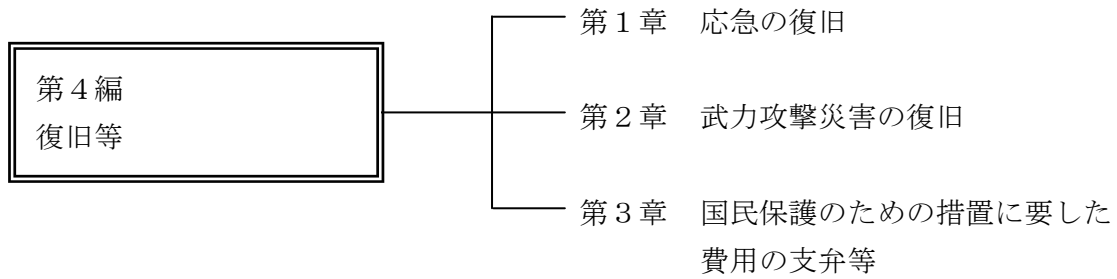 第４編
復旧等
第１章　応急の復旧
第２章　武力攻撃災害の復旧
第３章　国民保護のための措置に要した
費用の支弁等